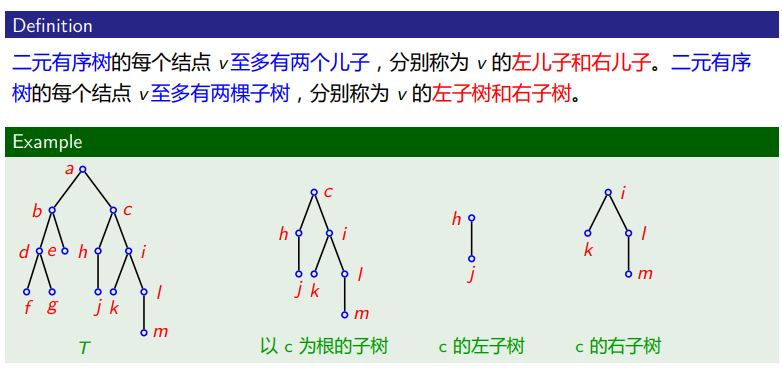 Definition
二元有序树的每个结点 v至多有两个儿子，分别称为 v 的左儿子和右儿子。二元有序
树的每个结点 v至多有两棵子树，分别称为 v 的左子树和右子树。
Example
a
b c
d e h i
f g j k l
m
T
c
h i
j k l
m
以 c 为根的子树
h
j
c 的左子树
i
k l
m
c 的右子树